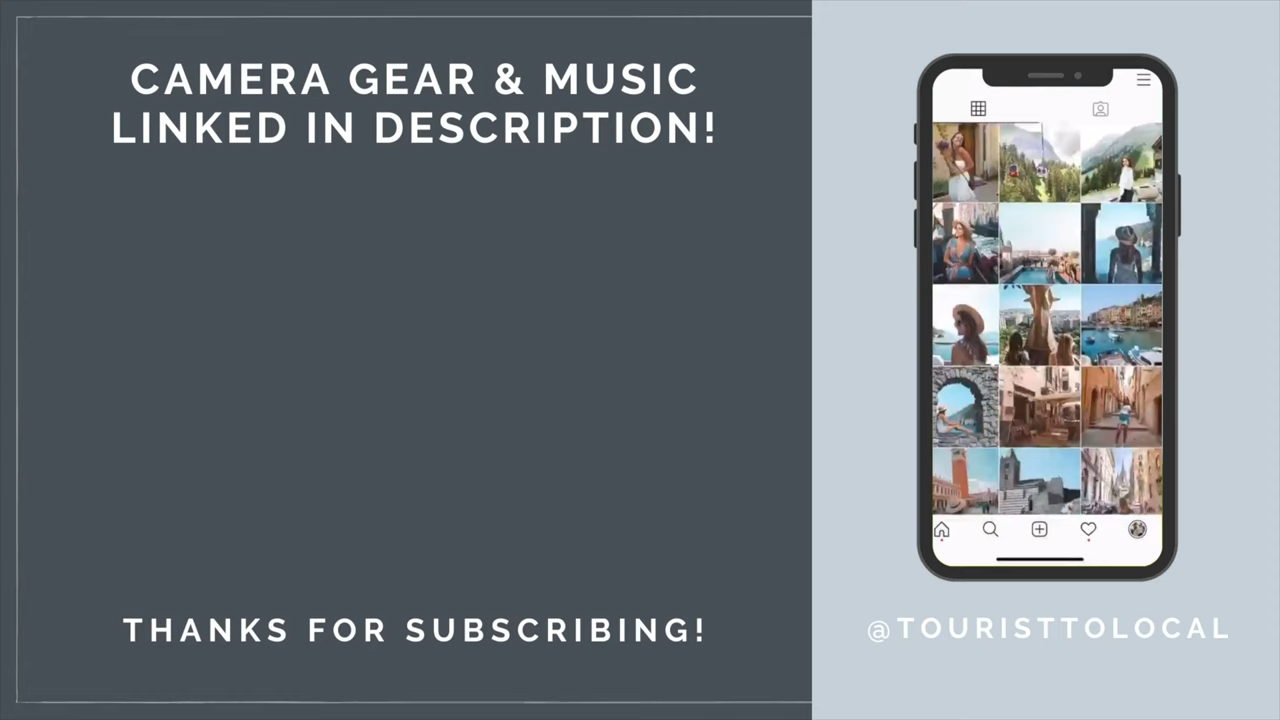 CAMERA GEAR & MUSIC
LINKED IN DESCRIPTION!
THANKS FOR SUBSCRIBING!
@TOURISTTOLOCAL